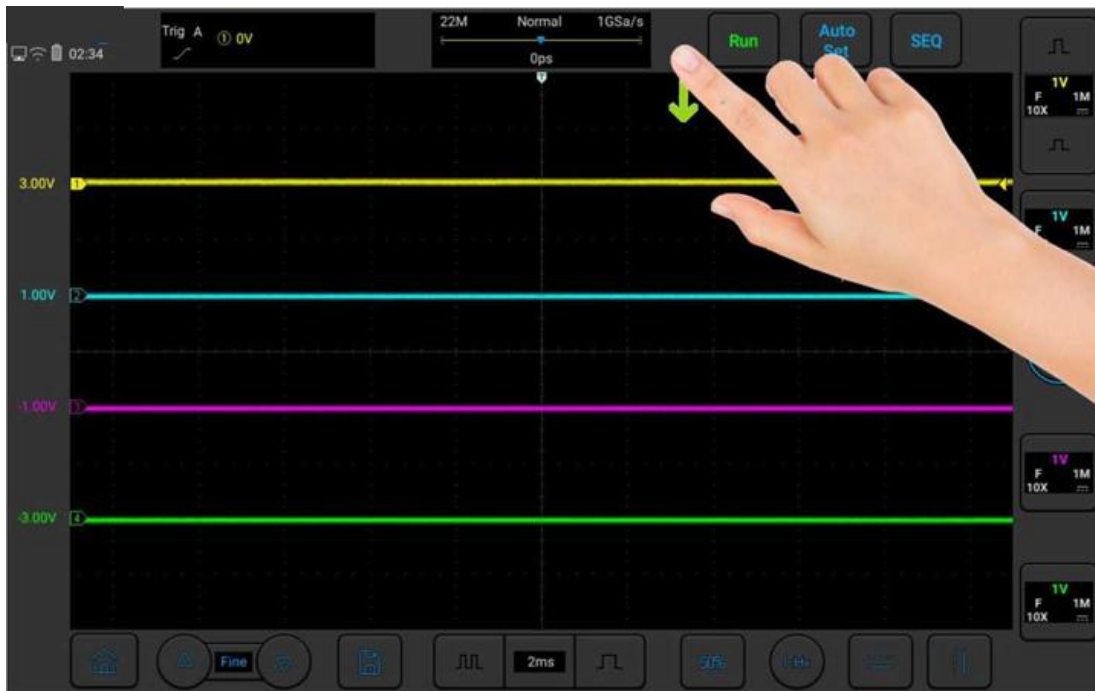 Trig A ① 0V
22M Normal 1GSa/s
0ps
T
Run
Auto
Set
SEQ
02:34
1V
F 1M
10X
1V
F 1M
3.00V 1
1.00V 2
-1.00V 3
-3.00V 4
1V
F 1M
10X
1V
F 1M
10X
Fine
2ms
50%